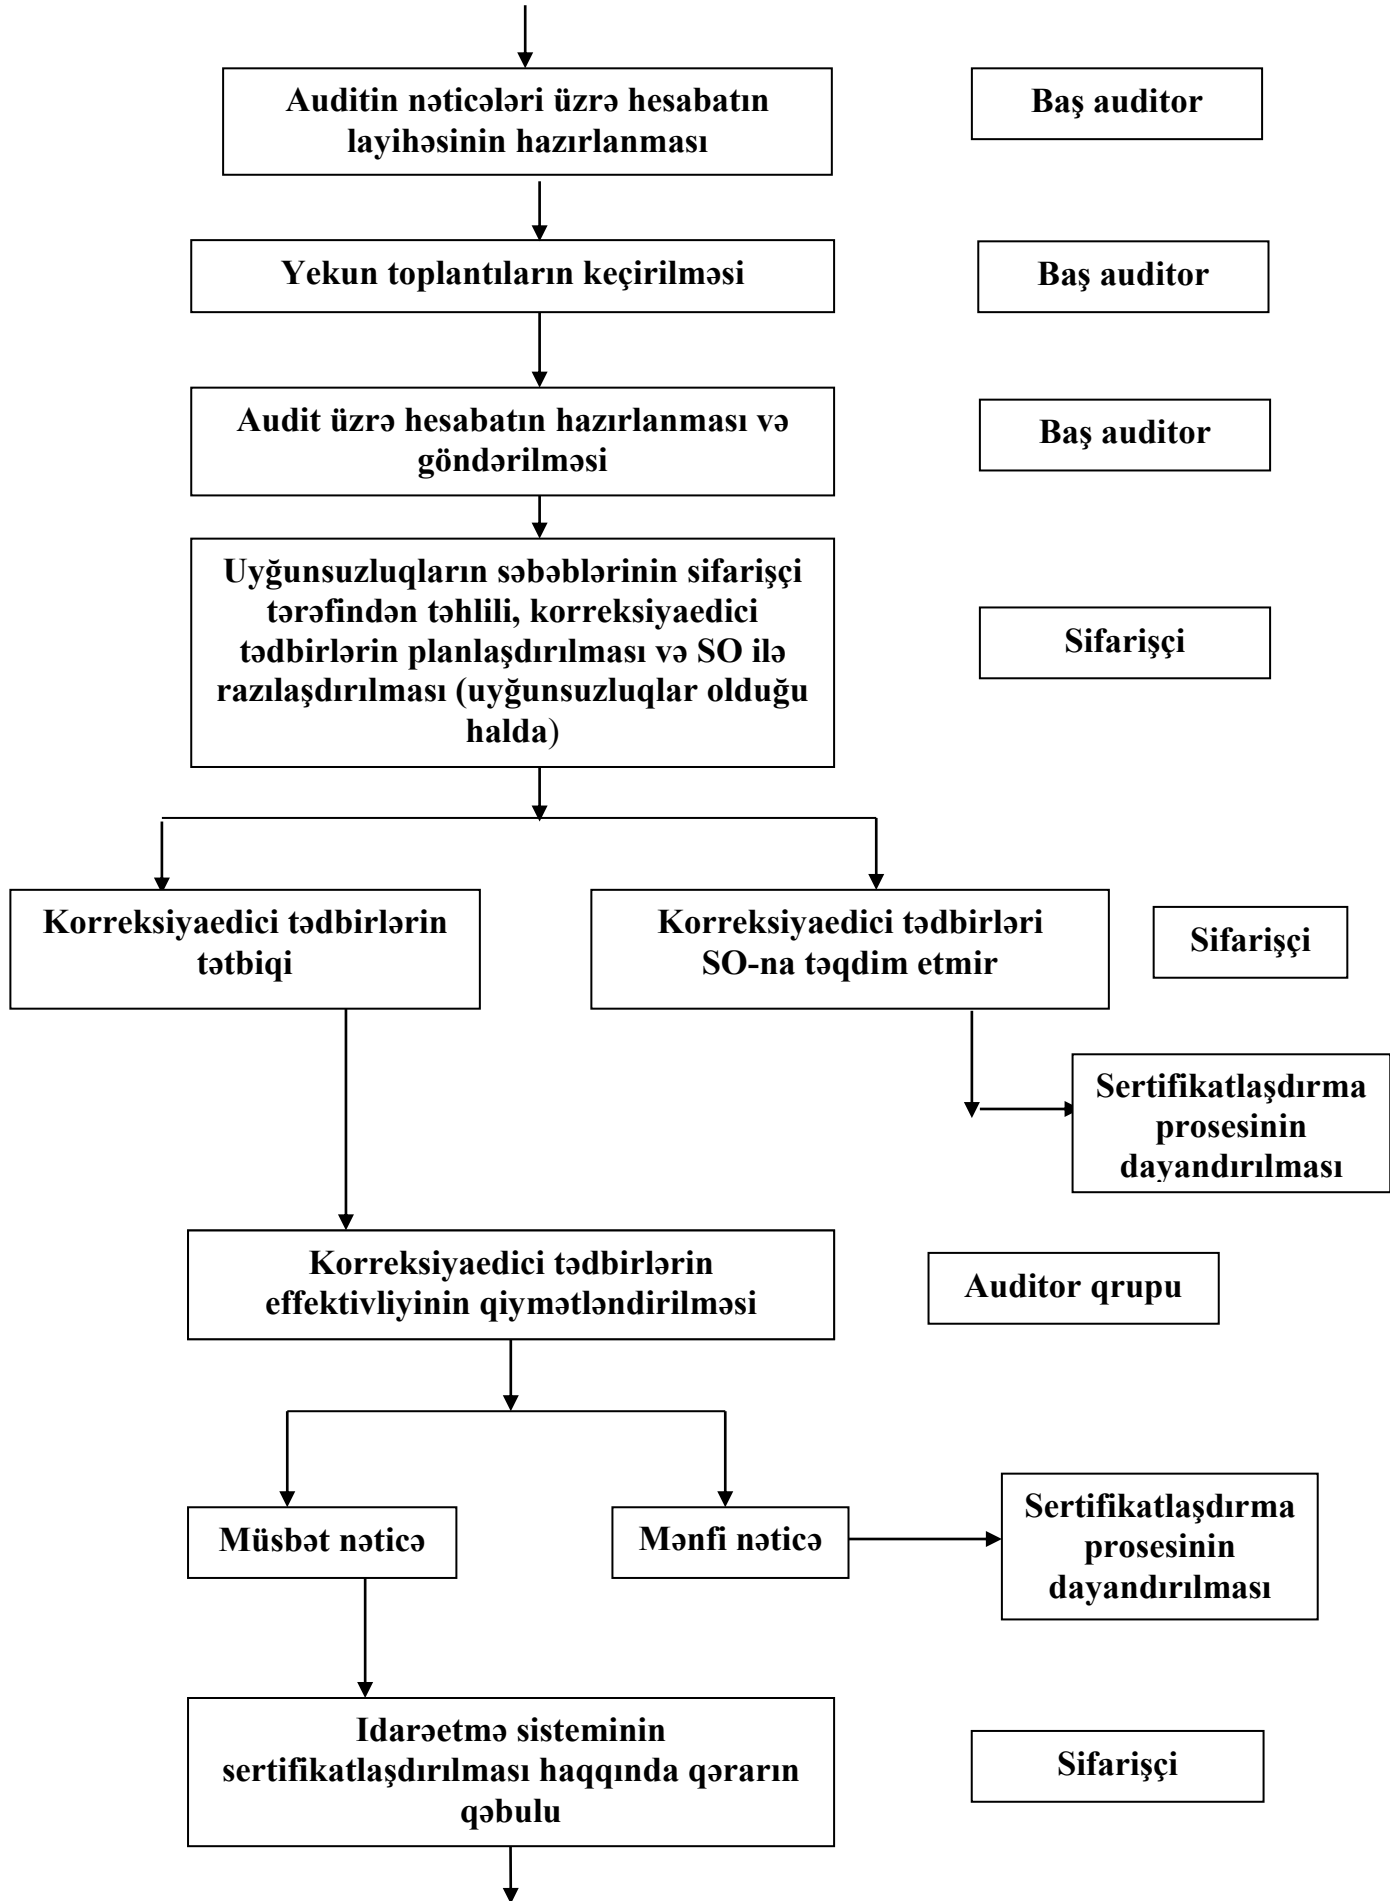 Auditin nəticələri üzrə hesabatın
layihəsinin hazırlanması
Baş auditor
Yekun toplantıların keçirilməsi
Baş auditor
Audit üzrə hesabatın hazırlanması və
göndərilməsi
Baş auditor
Uyğunsuzluqların səbəblərinin sifarişçi
tərəfindən təhlili, korreksiyaedici
tədbirlərin planlaşdırılması və SO ilə
razılaşdırılması (uyğunsuzluqlar olduğu
halda)
Sifarişçi
Korreksiyaedici tədbirlərin
tətbiqi
Korreksiyaedici tədbirləri
SO-na təqdim etmir
Sifarişçi
Sertifikatlaşdırma
prosesinin
dayandırılması
Korreksiyaedici tədbirlərin
effektivliyinin qiymətləndirilməsi
Auditor qrupu
Müsbət nəticə
Mənfi nəticə
Sertifikatlaşdırma
prosesinin
dayandırılması
Idarəetmə sisteminin
sertifikatlaşdırılması haqqında qərarın
qəbulu
Sifarişçi